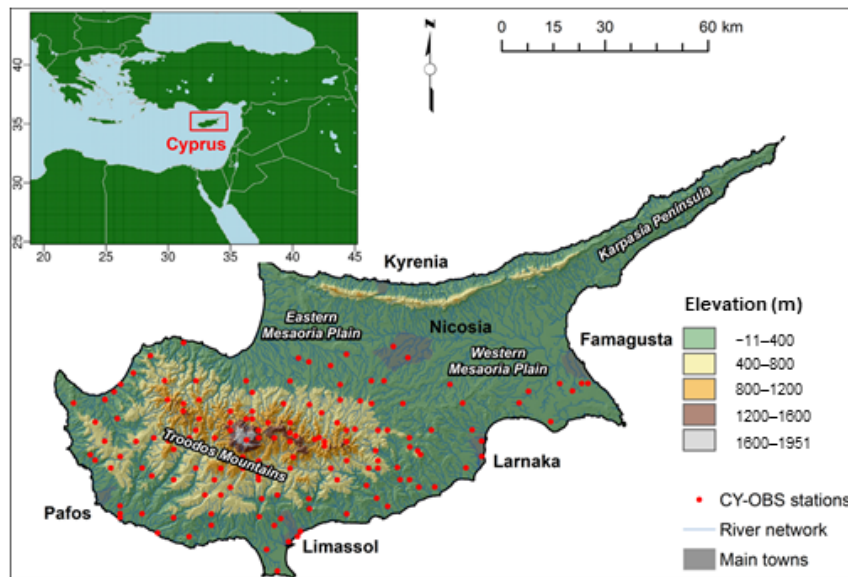 40
35
30
25
20 25 30 35 40 45
Cyprus
N
0 15 30 60 km
Karpasia Peninsula
Kyrenia
Eastern
Mesaoria Plain
Nicosia
Western
Mesaoria Plain
Famagusta
Troodos Mountains
Larnaka
Pafos
Limassol
Elevation (m)
−11–400
400–800
800–1200
1200–1600
1600–1951
CY-OBS stations
River network
Main towns